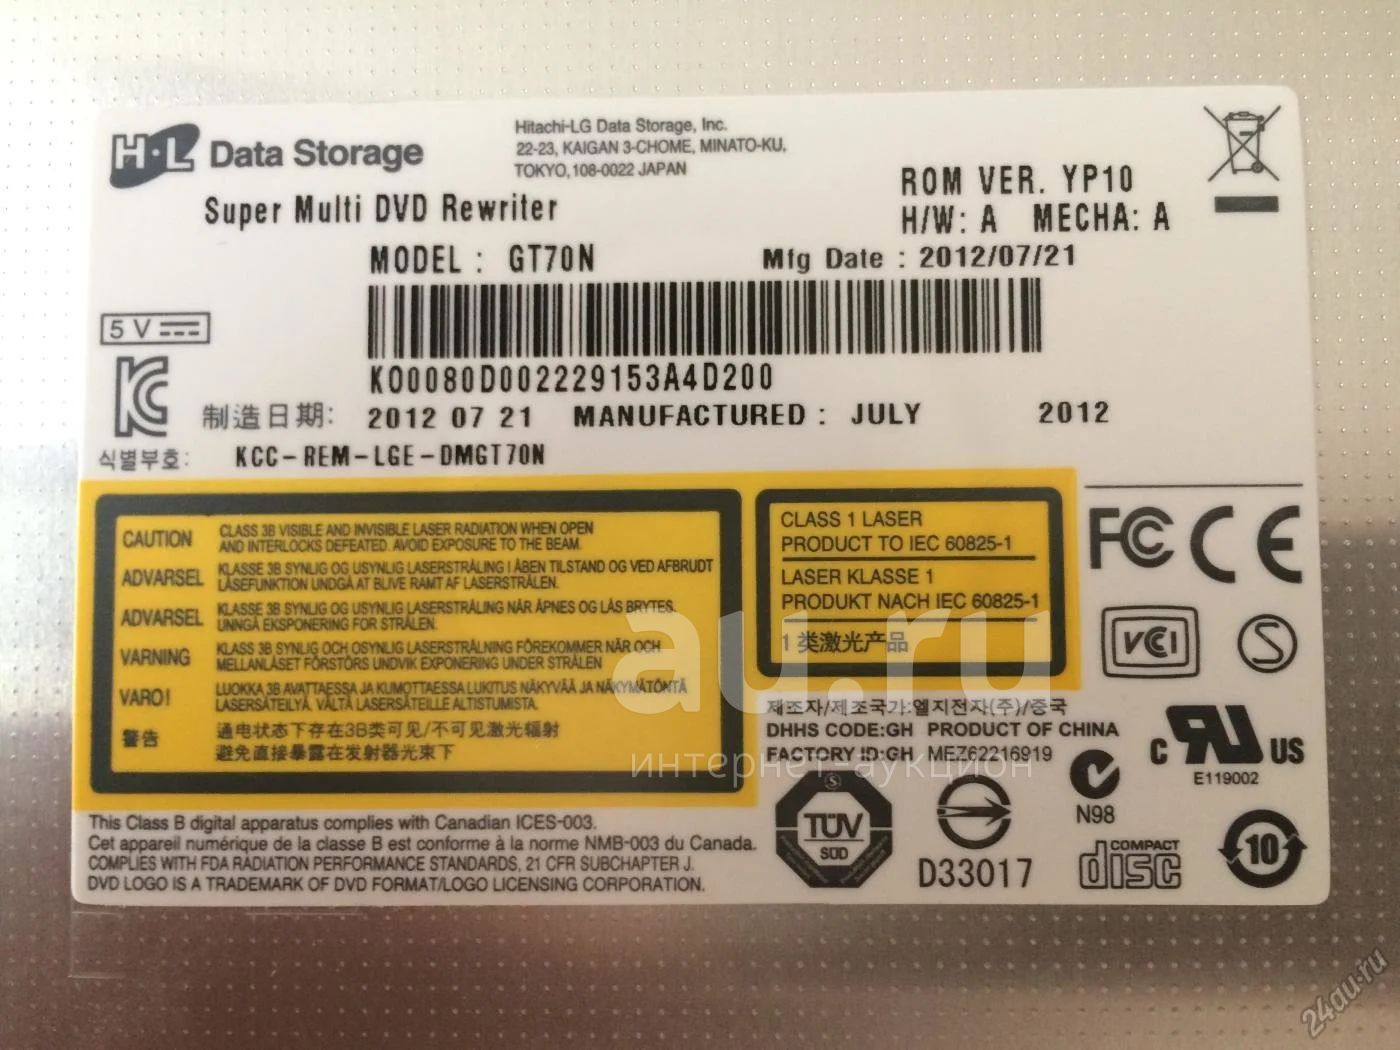 H·L Data Storage
Hitachi-LG Data Storage, Inc.
22-23, KAIGAN 3-CHOME, MINATO-KU,
TOKYO, 108-0022 JAPAN
Super Multi DVD Rewriter
ROM VER. YP10
H/W: A MECHA: A
MODEL : GT70N
Mfg Date : 2012/07/21
5 V
K00080D002229153A4D200
制造日期: 2012 07 21 MANUFACTURED : JULY 2012
식별부호: KCC-REM-LGE-DMGT70N
CAUTION
CLASS 3B VISIBLE AND INVISIBLE LASER RADIATION WHEN OPEN
AND INTERLOCKS DEFEATED. AVOID EXPOSURE TO THE BEAM.
ADVARSEL
KLASSE 3B SYNLIG OG USYNLIG LASERSTRÅLING I ÅBEN TILSTAND OG VED AFBRUDT
LÅSEFUNKTION UNDGÅ AT BLIVE RAMT AF LASERSTRÅLEN.
ADVARSEL
KLASSE 3B SYNLIG OG USYNLIG LASERSTRÅLING NÅR ÅPNES OG LÅS BRYTES.
UNNGÅ EKSPONERING FOR STRÅLEN.
VARNING
KLASS 3B SYNLIG OCH OSYNLIG LASERSTRÅLNING FÖREKOMMER NÄR OCH
MELLANLÅSET FÖRSTÖRS UNDVIK EXPONERING UNDER STRÅLEN
VARO!
LUOKKA 3B AVATTAESSA JA KUMOTTAESSA LUKITUS NÄKYVÄÄ JA NÄKYMÄTÖNTÄ
LASERSÄTEILYÄ. VÄLTÄ LASERSÄTEILLE ALTISTUMISTA.
警告
通电状态下存在3B类可见/不可见激光辐射
避免直接暴露在发射器光束下
CLASS 1 LASER
PRODUCT TO IEC 60825-1
LASER KLASSE 1
PRODUKT NACH IEC 60825-1
1 类激光产品
FC CE
VCCI
S
제조자/제조국가:엘지전자(주)/중국
DHHS CODE:GH PRODUCT OF CHINA
FACTORY ID:GH MEZ62216919
C RU US
E119002
N98
TÜV
SÜD
D33017
COMPACT
disc
10
This Class B digital apparatus complies with Canadian ICES-003.
Cet appareil numérique de la classe B est conforme à la norme NMB-003 du Canada.
COMPLIES WITH FDA RADIATION PERFORMANCE STANDARDS, 21 CFR SUBCHAPTER J.
DVD LOGO IS A TRADEMARK OF DVD FORMAT/LOGO LICENSING CORPORATION.
au.ru
интернет-аукцион
24au.ru